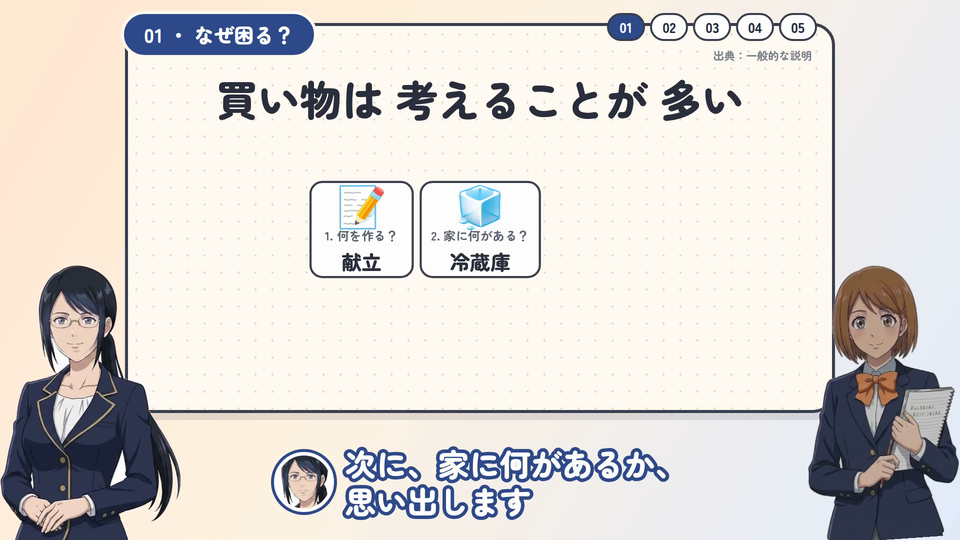 01 ・ なぜ困る？
01 02 03 04 05
出典：一般的な説明
買い物は 考えることが 多い
1. 何を作る？
献立
2. 家に何がある？
冷蔵庫
次に、家に何があるか、
思い出します